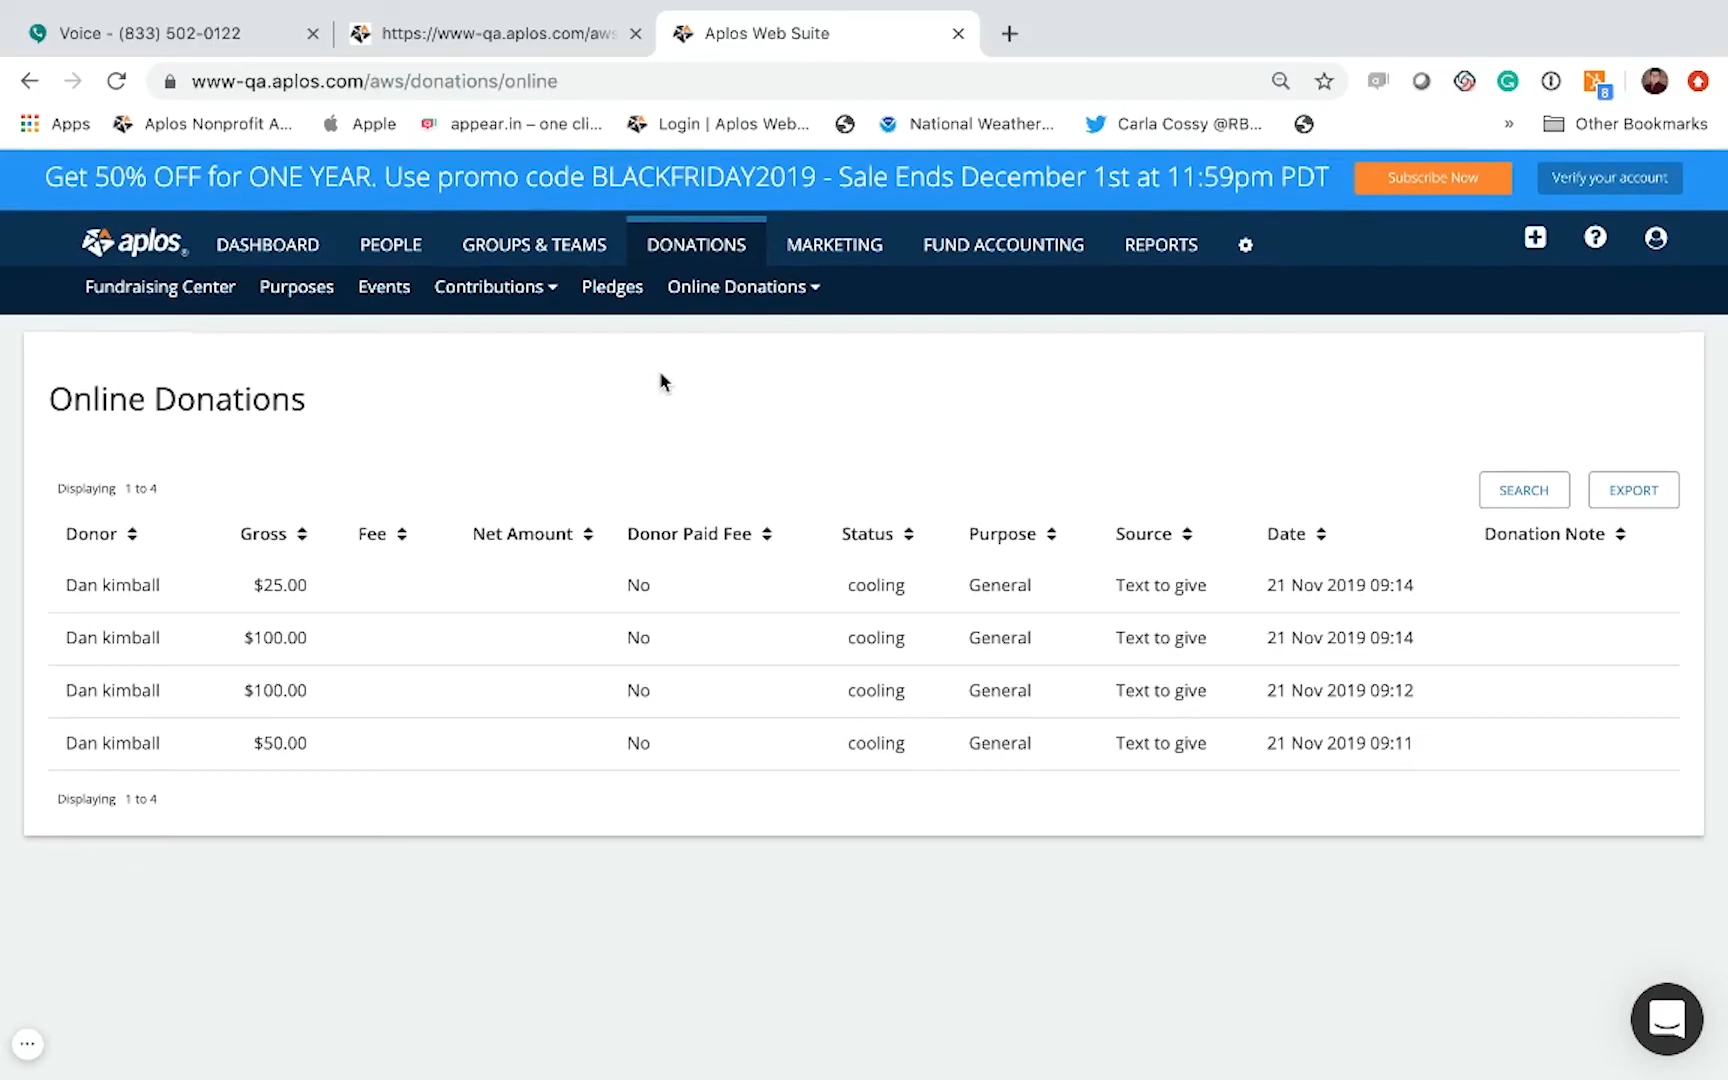 Voice - (833) 502-0122
https://www-qa.aplos.com/aws
Aplos Web Suite
www-qa.aplos.com/aws/donations/online
8
Apps
Aplos Nonprofit A...
Apple
appear.in – one cli...
Login | Aplos Web...
National Weather...
Carla Cossy @RB...
»
Other Bookmarks
Get 50% OFF for ONE YEAR. Use promo code BLACKFRIDAY2019 - Sale Ends December 1st at 11:59pm PDT
Subscribe Now
Verify your account
aplos®
DASHBOARD
PEOPLE
GROUPS & TEAMS
DONATIONS
MARKETING
FUND ACCOUNTING
REPORTS
Fundraising Center
Purposes
Events
Contributions
Pledges
Online Donations
Online Donations
Displaying 1 to 4
SEARCH
EXPORT
Donor Gross Fee Net Amount Donor Paid Fee Status Purpose Source Date Donation Note
Dan kimball $25.00 No cooling General Text to give 21 Nov 2019 09:14
Dan kimball $100.00 No cooling General Text to give 21 Nov 2019 09:14
Dan kimball $100.00 No cooling General Text to give 21 Nov 2019 09:12
Dan kimball $50.00 No cooling General Text to give 21 Nov 2019 09:11
Displaying 1 to 4